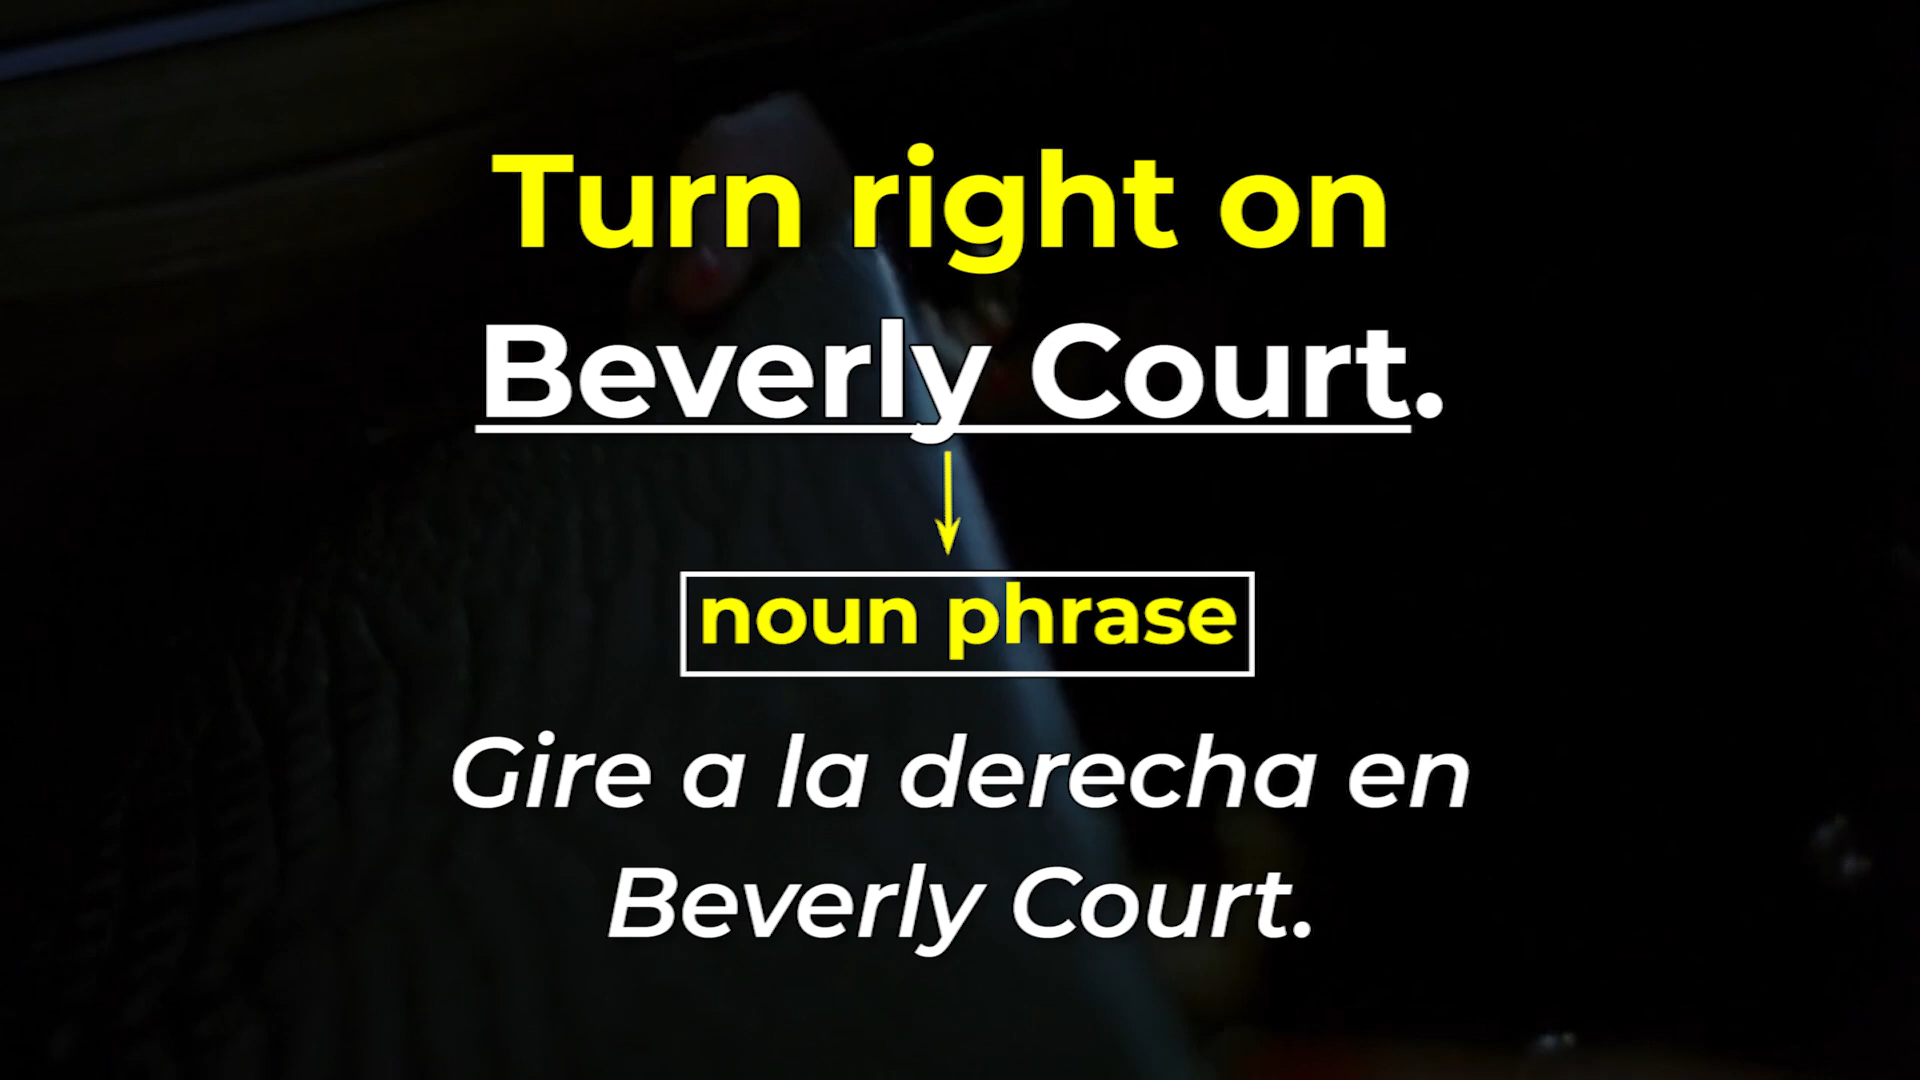 Turn right on
Beverly Court.
noun phrase
Gire a la derecha en
Beverly Court.